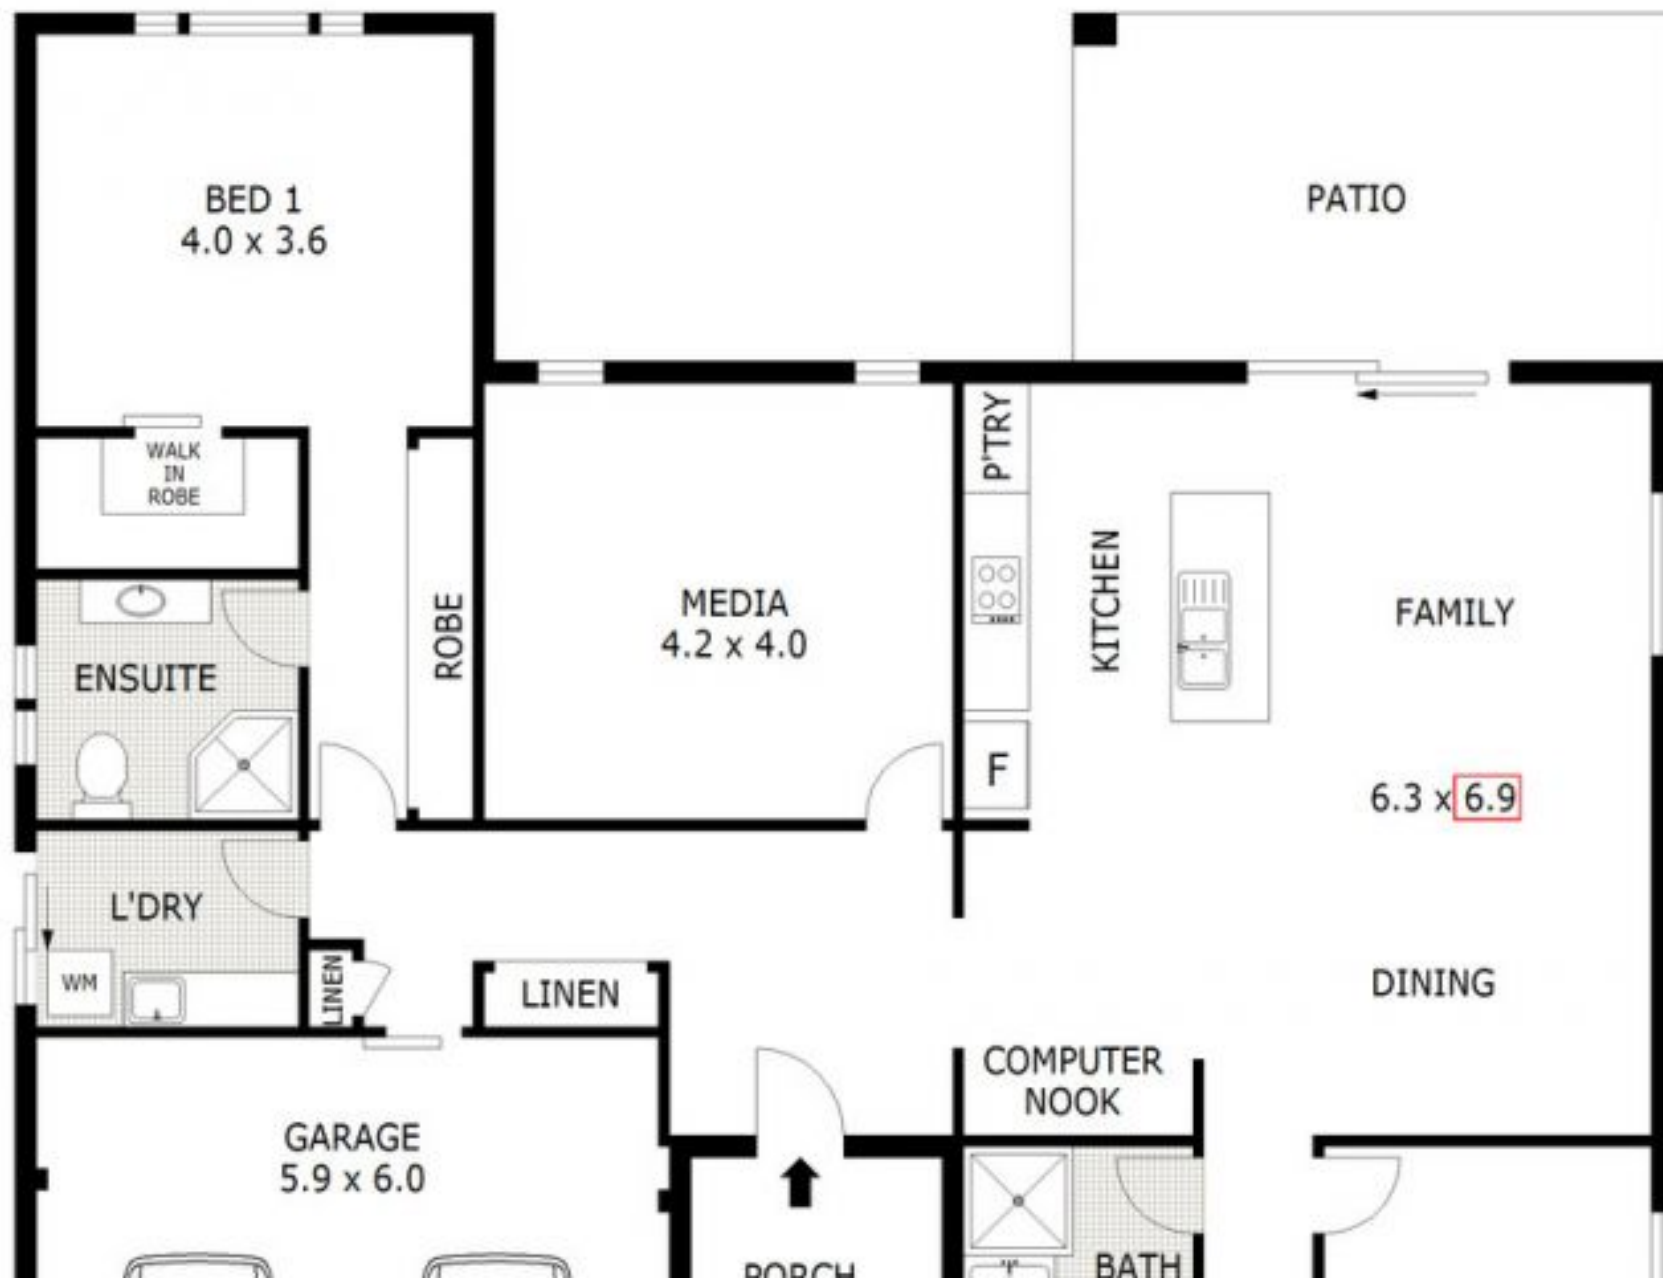 BED 1
4.0 x 3.6
PATIO
WALK
IN
ROBE
P'TRY
KITCHEN
ROBE
MEDIA
4.2 x 4.0
FAMILY
ENSUITE
F
6.3 x 6.9
L'DRY
WM
LINEN
LINEN
DINING
COMPUTER
NOOK
GARAGE
5.9 x 6.0
PORCH
BATH